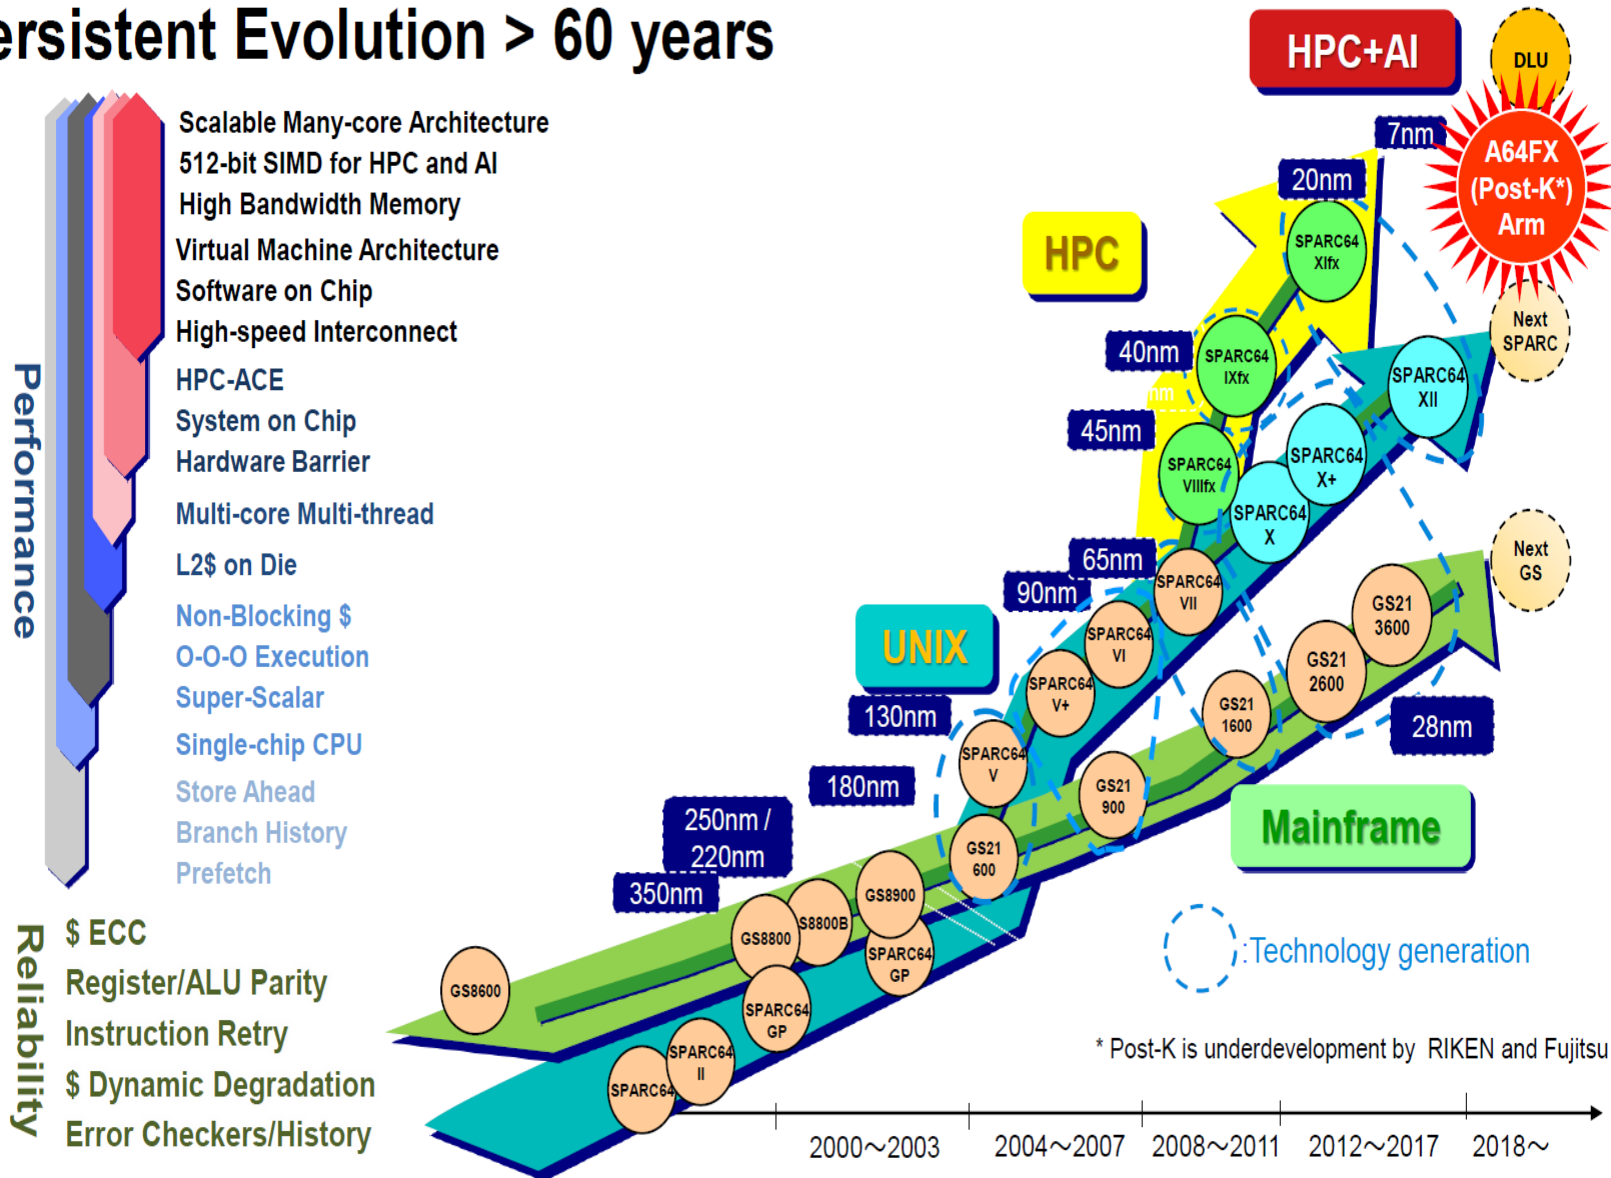 ersistent Evolution > 60 years
Performance
Scalable Many-core Architecture
512-bit SIMD for HPC and AI
High Bandwidth Memory
Virtual Machine Architecture
Software on Chip
High-speed Interconnect
HPC-ACE
System on Chip
Hardware Barrier
Multi-core Multi-thread
L2$ on Die
Non-Blocking $
O-O-O Execution
Super-Scalar
Single-chip CPU
Store Ahead
Branch History
Prefetch
Reliability
$ ECC
Register/ALU Parity
Instruction Retry
$ Dynamic Degradation
Error Checkers/History
HPC+AI
DLU
7nm
A64FX
(Post-K*)
Arm
20nm
SPARC64
XIfx
HPC
Next
SPARC
40nm
SPARC64
IXfx
nm
SPARC64
XII
45nm
SPARC64
VIIIfx
SPARC64
X+
SPARC64
X
65nm
90nm
SPARC64
VII
Next
GS
UNIX
SPARC64
VI
SPARC64
V+
GS21
3600
GS21
2600
130nm
GS21
1600
28nm
SPARC64
V
180nm
GS21
900
250nm /
220nm
Mainframe
GS21
600
350nm
GS8900
S8800B
GS8800
SPARC64
GP
GS8600
SPARC64
GP
:Technology generation
SPARC64
II
SPARC64
* Post-K is underdevelopment by RIKEN and Fujitsu
2000～2003
2004～2007
2008～2011
2012～2017
2018～